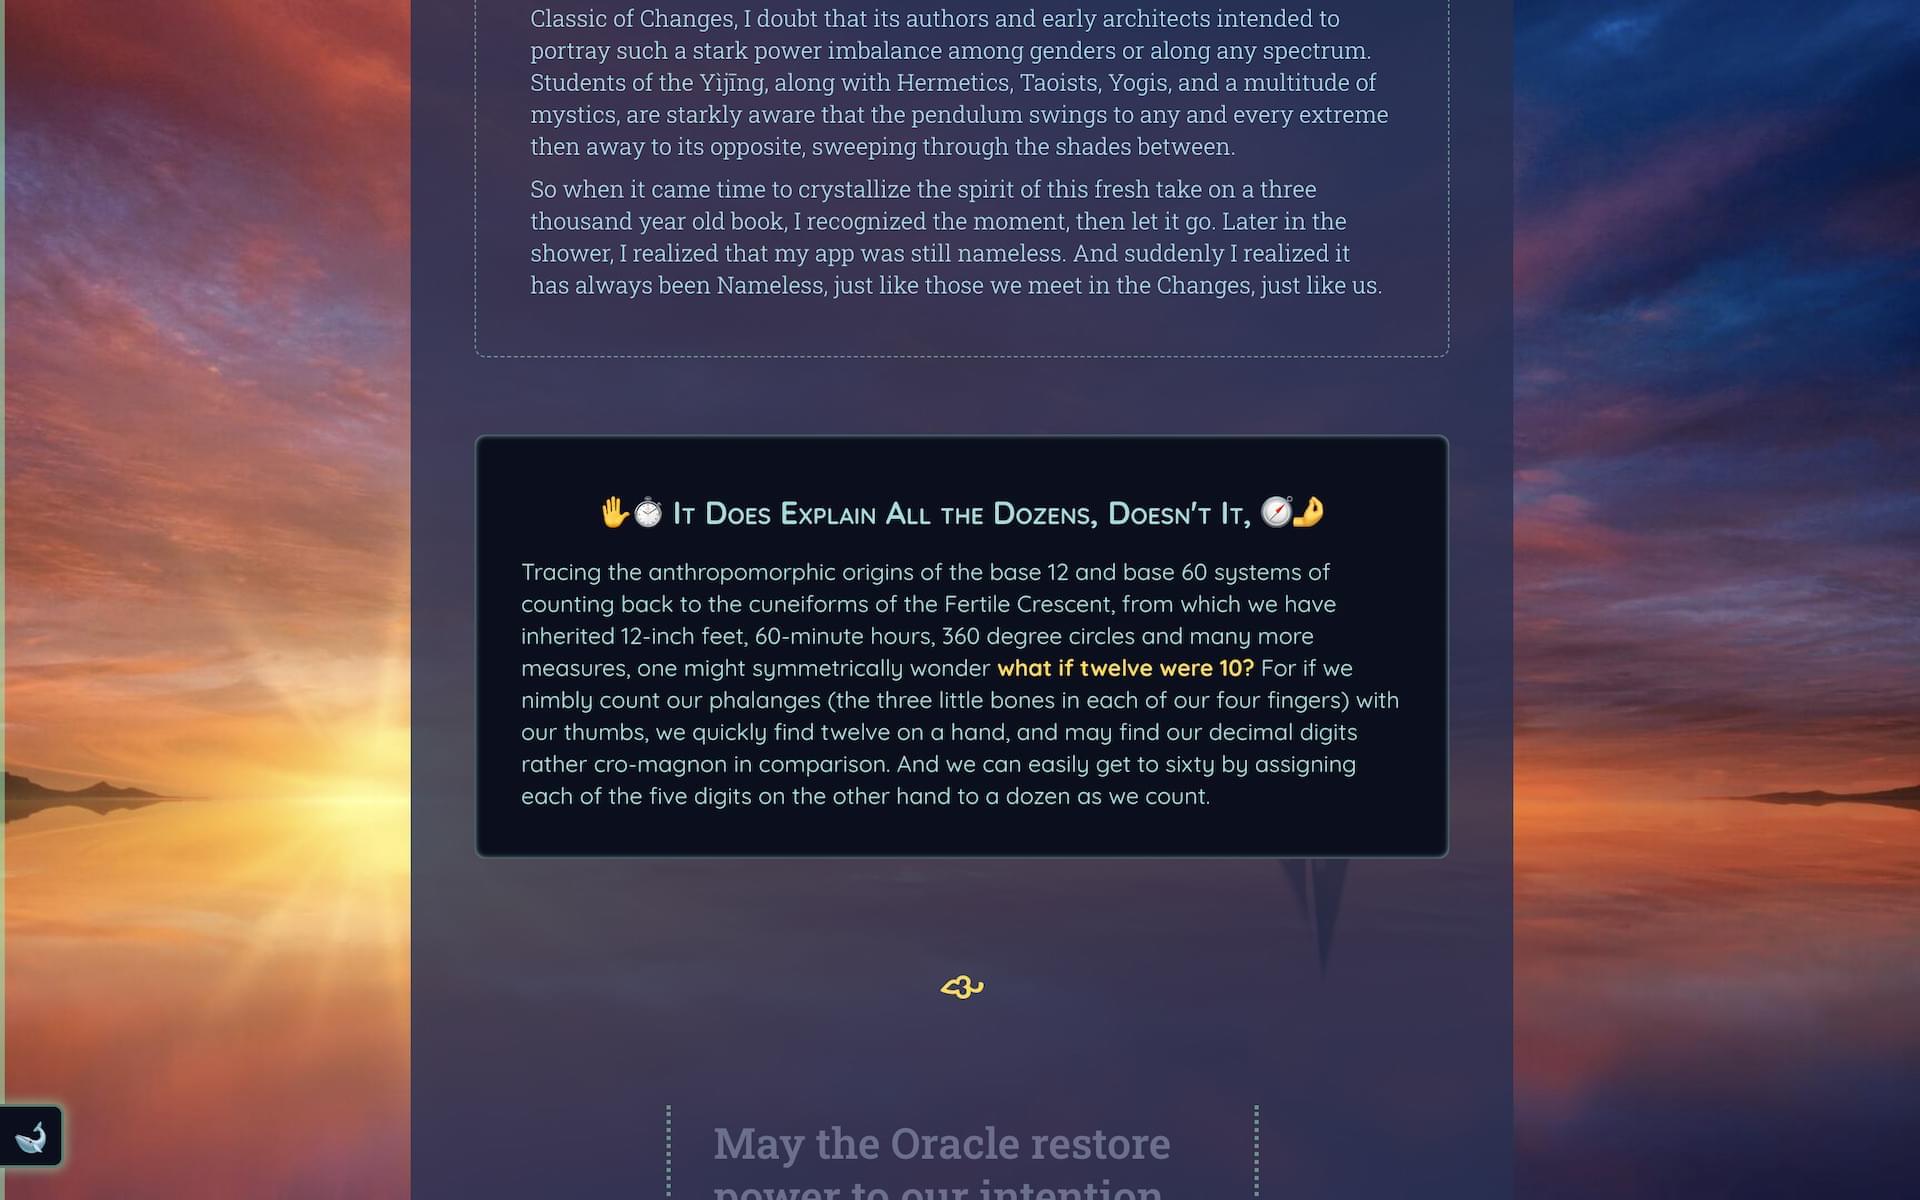 Classic of Changes, I doubt that its authors and early architects intended to
portray such a stark power imbalance among genders or along any spectrum.
Students of the Yìjīng, along with Hermetics, Taoists, Yogis, and a multitude of
mystics, are starkly aware that the pendulum swings to any and every extreme
then away to its opposite, sweeping through the shades between.
So when it came time to crystallize the spirit of this fresh take on a three
thousand year old book, I recognized the moment, then let it go. Later in the
shower, I realized that my app was still nameless. And suddenly I realized it
has always been Nameless, just like those we meet in the Changes, just like us.
It Does Explain All the Dozens, Doesn't It,
Tracing the anthropomorphic origins of the base 12 and base 60 systems of
counting back to the cuneiforms of the Fertile Crescent, from which we have
inherited 12-inch feet, 60-minute hours, 360 degree circles and many more
measures, one might symmetrically wonder what if twelve were 10? For if we
nimbly count our phalanges (the three little bones in each of our four fingers) with
our thumbs, we quickly find twelve on a hand, and may find our decimal digits
rather cro-magnon in comparison. And we can easily get to sixty by assigning
each of the five digits on the other hand to a dozen as we count.
May the Oracle restore
power to our intention